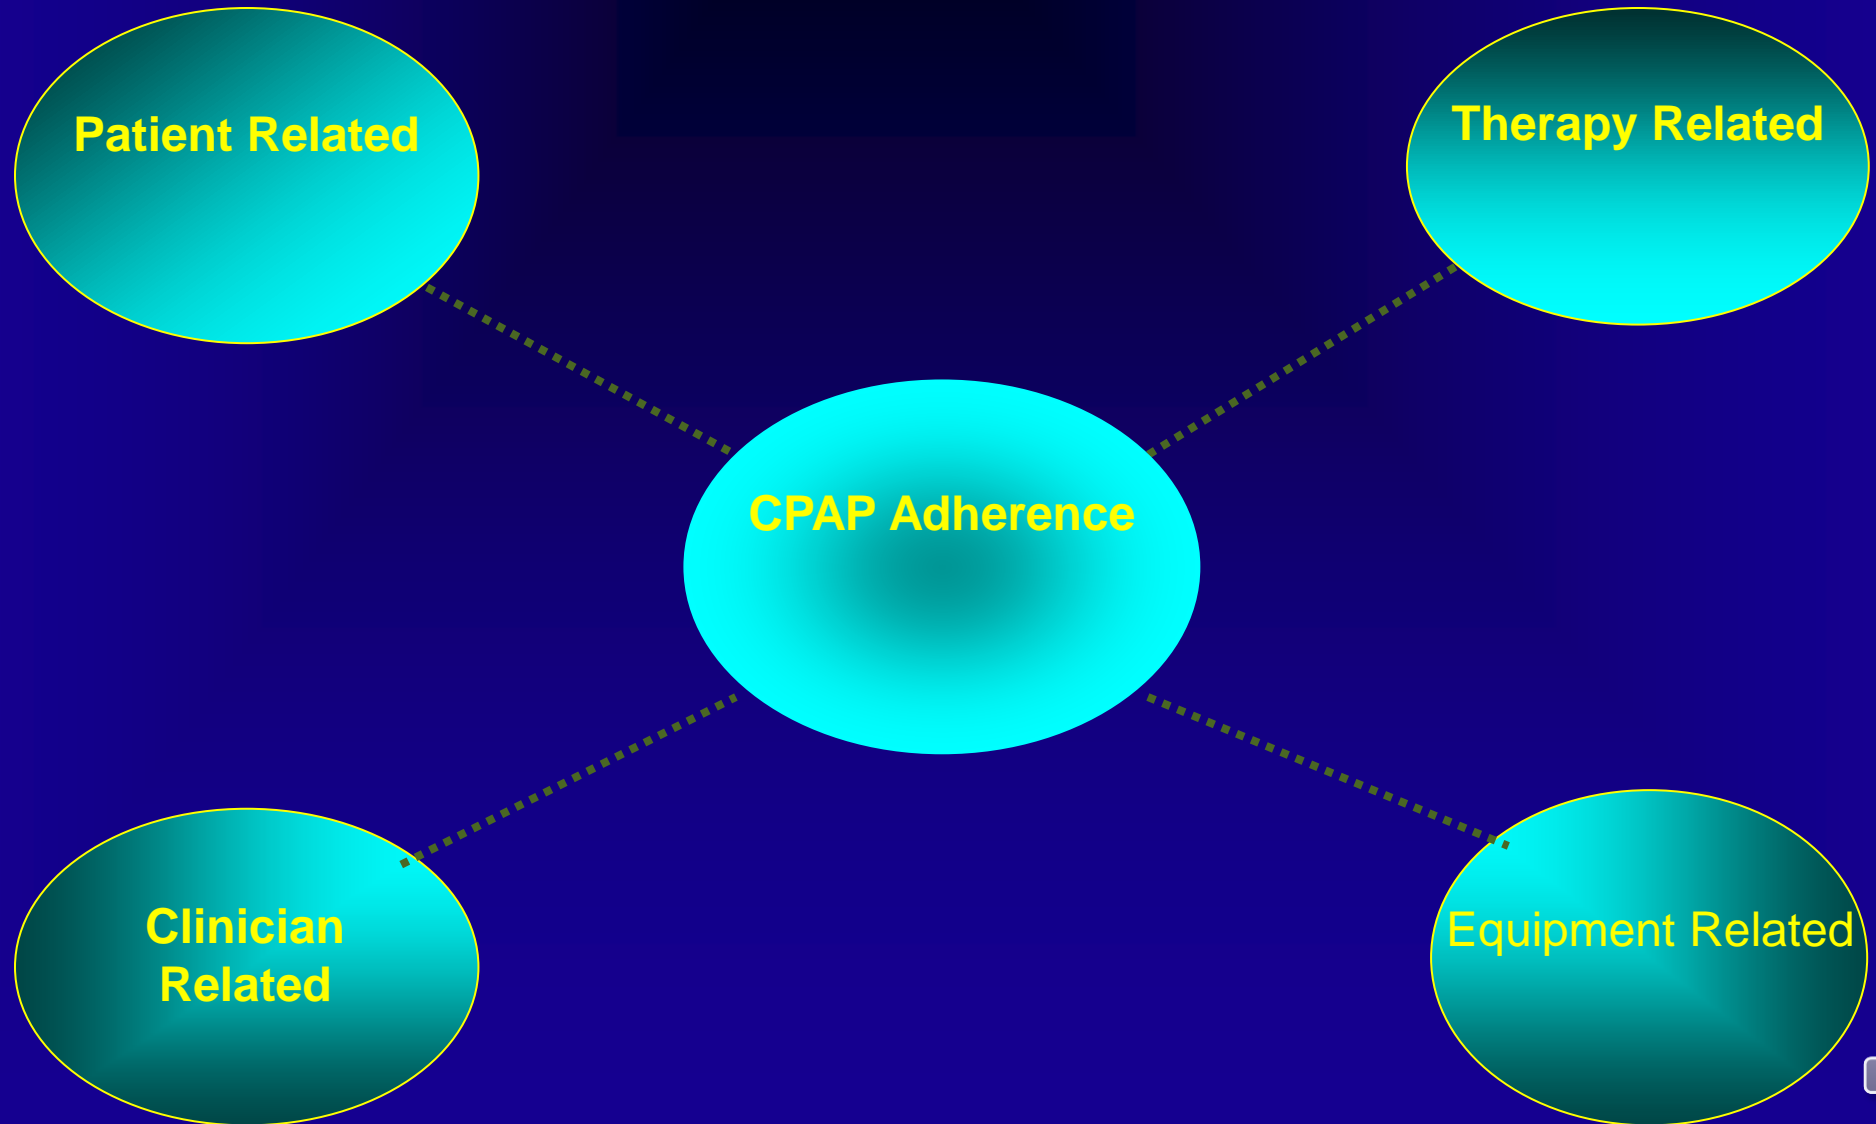 Patient Related
Therapy Related
CPAP Adherence
Clinician
Related
Equipment Related